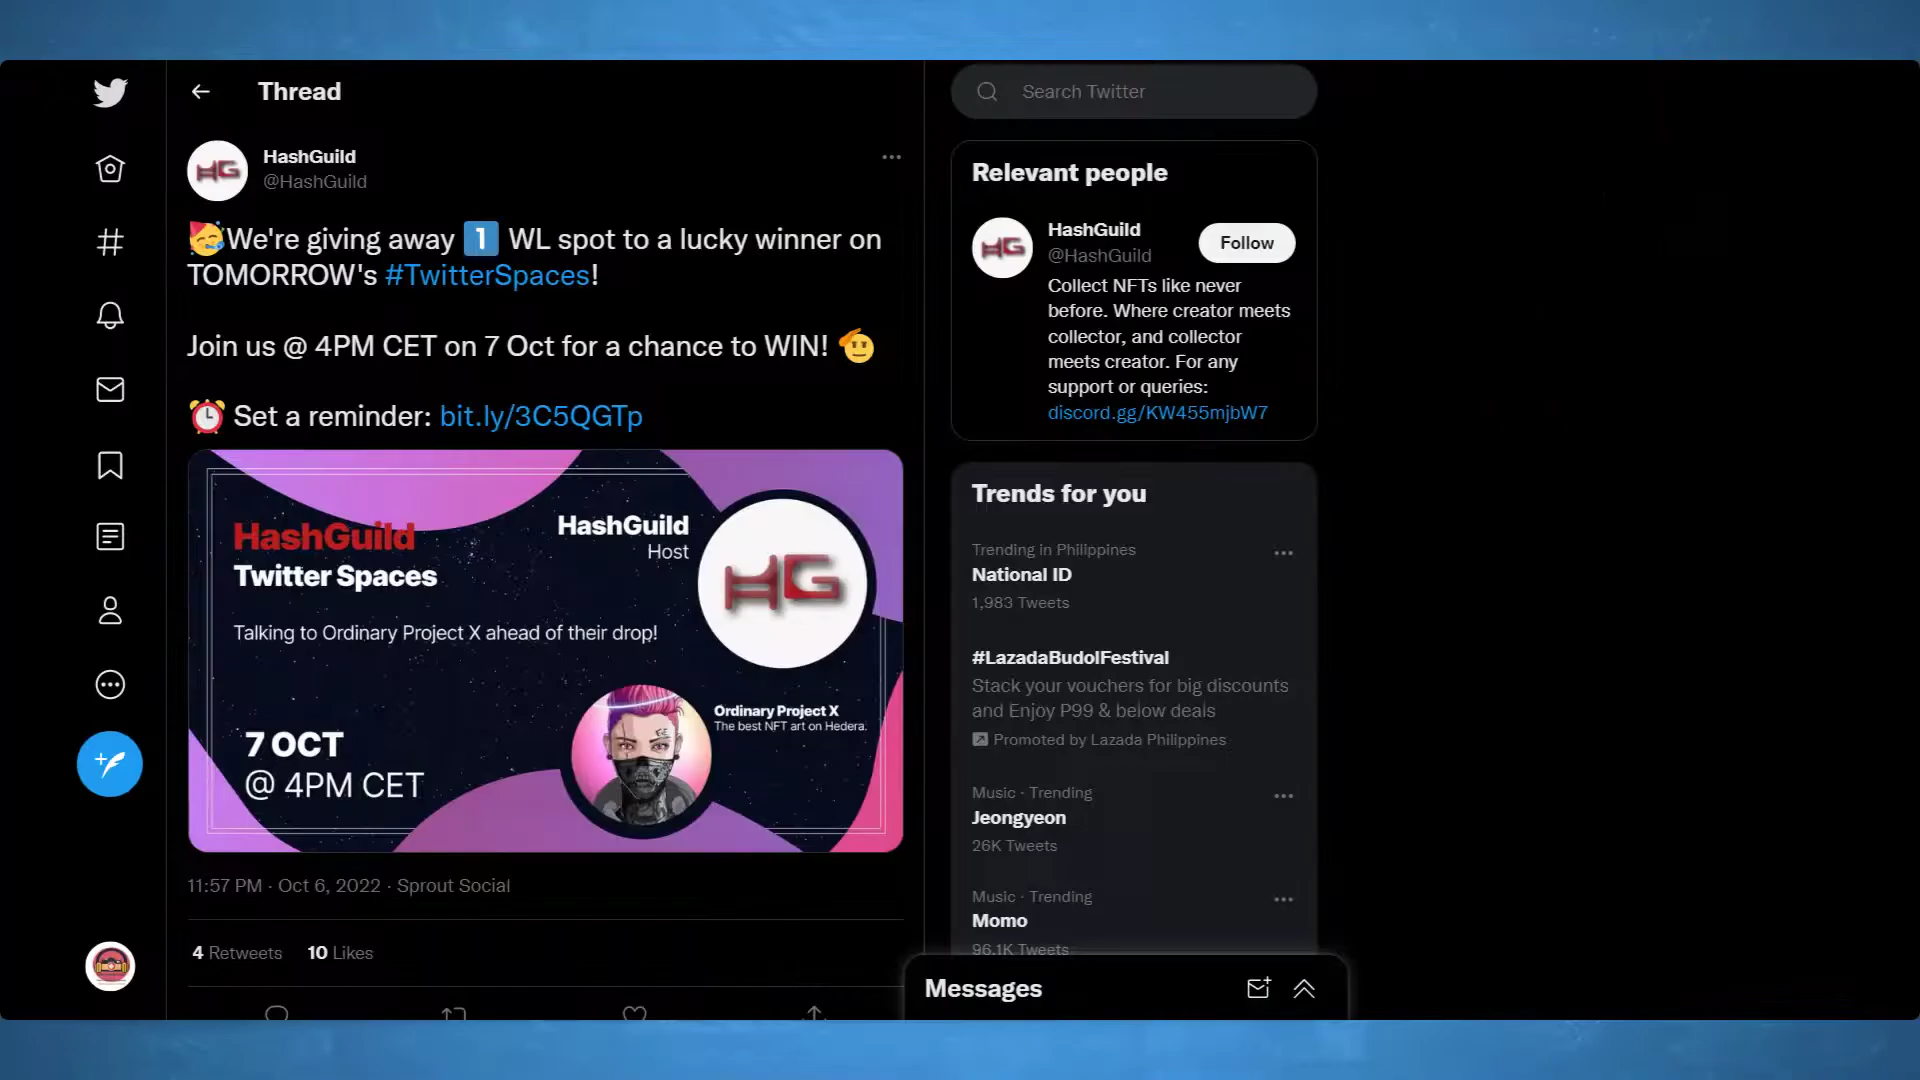 Thread
HashGuild
@HashGuild
🥳We're giving away 1️⃣ WL spot to a lucky winner on
TOMORROW's #TwitterSpaces!
Join us @ 4PM CET on 7 Oct for a chance to WIN! 🫡
⏰ Set a reminder: bit.ly/3C5QGTp
HashGuild
Twitter Spaces
Talking to Ordinary Project X ahead of their drop!
7 OCT
@ 4PM CET
HashGuild
Host
HG
Ordinary Project X
The best NFT art on Hedera.
11:57 PM · Oct 6, 2022 · Sprout Social
4 Retweets 10 Likes
Search Twitter
Relevant people
HG
HashGuild
@HashGuild
Follow
Collect NFTs like never
before. Where creator meets
collector, and collector
meets creator. For any
support or queries:
discord.gg/KW455mjbW7
Trends for you
Trending in Philippines
National ID
1,983 Tweets
#LazadaBudolFestival
Stack your vouchers for big discounts
and Enjoy P99 & below deals
Promoted by Lazada Philippines
Music · Trending
Jeongyeon
26K Tweets
Music · Trending
Momo
96.1K Tweets
Messages